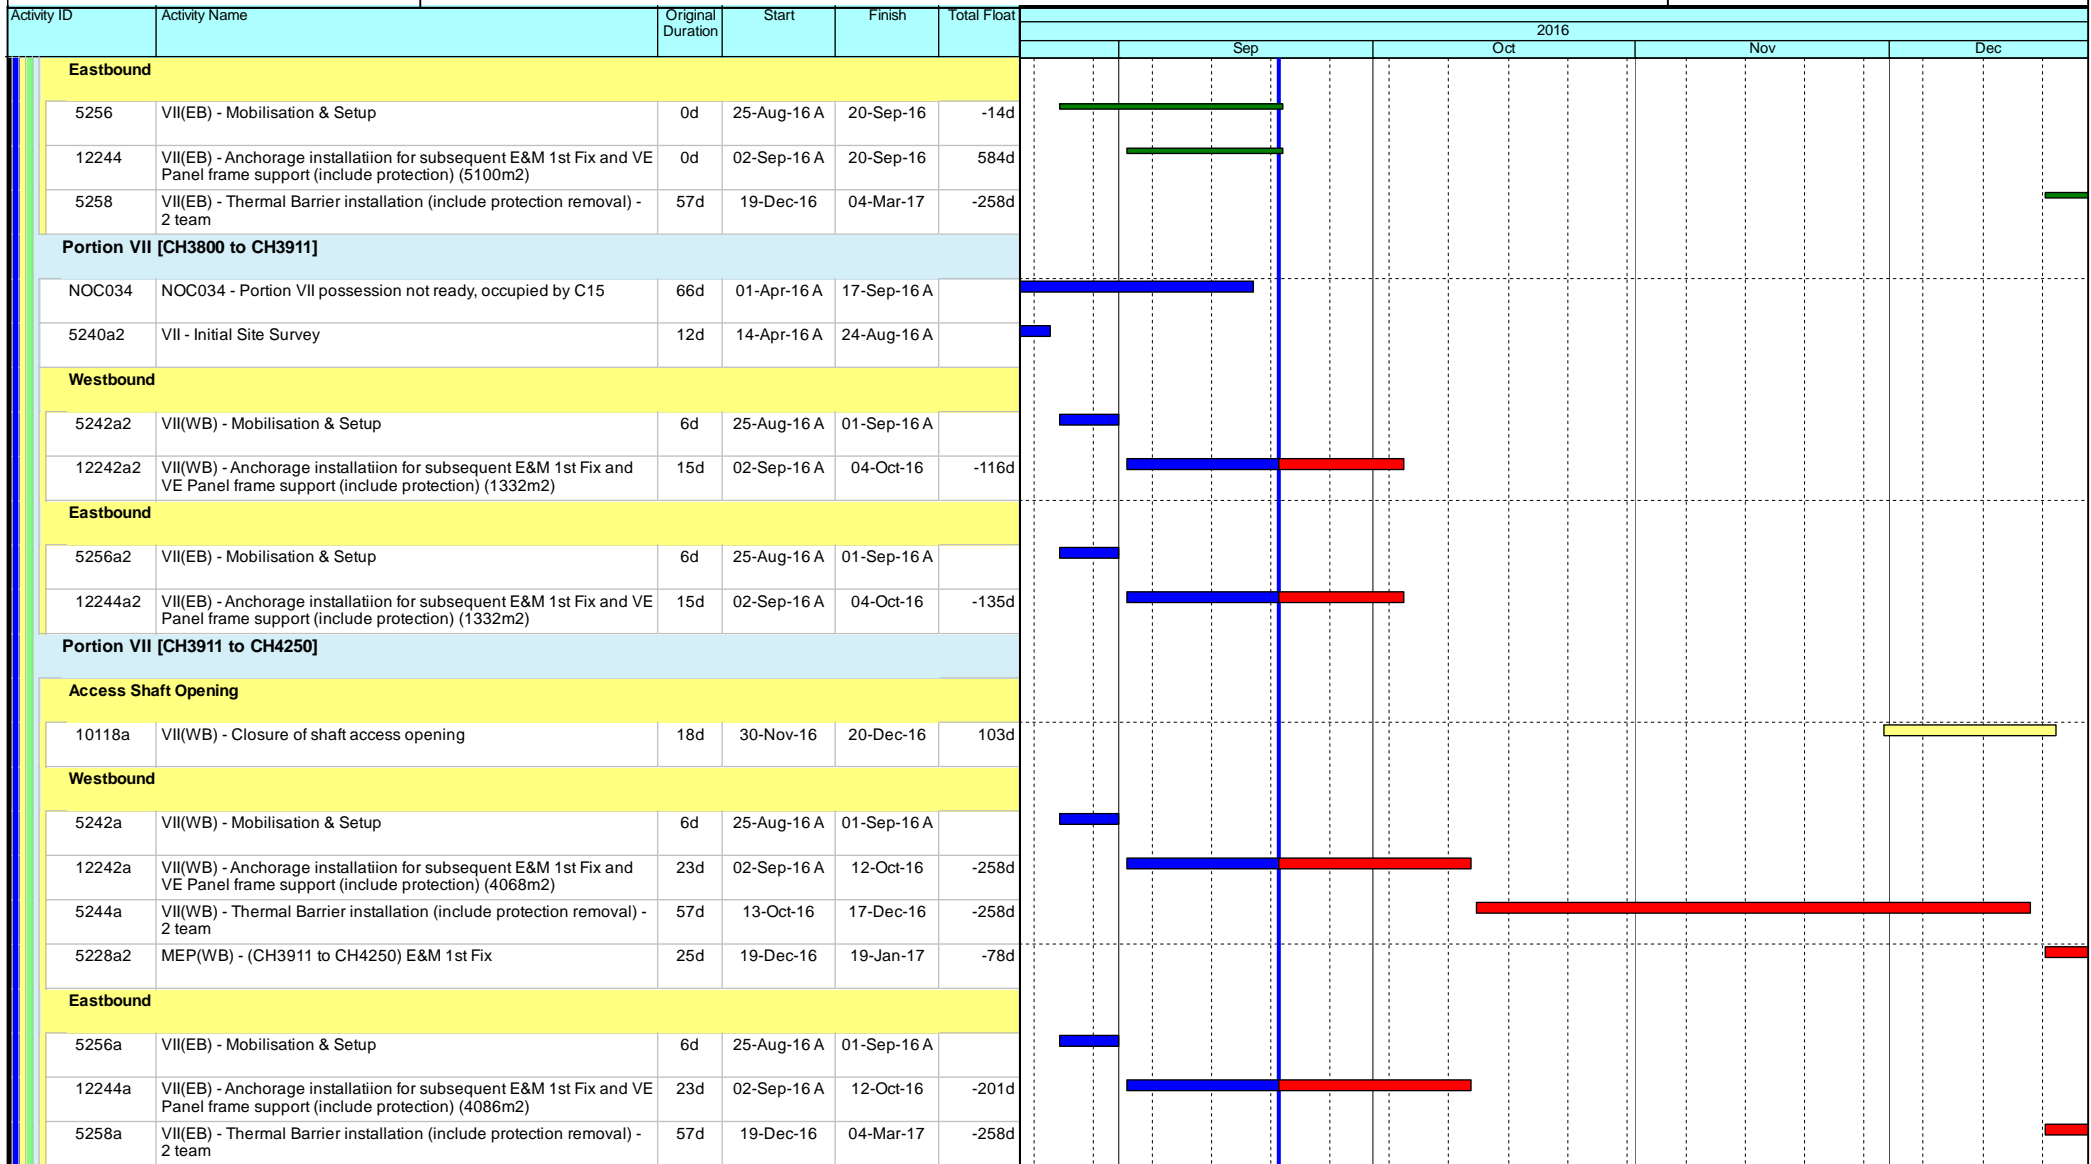 Activity ID Activity Name Original Duration Start Finish Total Float
2016
Sep Oct Nov Dec
Eastbound
5256 VII(EB) - Mobilisation & Setup 0d 25-Aug-16 A 20-Sep-16 -14d
12244 VII(EB) - Anchorage installatiion for subsequent E&M 1st Fix and VE 0d 02-Sep-16 A 20-Sep-16 584d
Panel frame support (include protection) (5100m2)
5258 VII(EB) - Thermal Barrier installation (include protection removal) - 57d 19-Dec-16 04-Mar-17 -258d
2 team
Portion VII [CH3800 to CH3911]
NOC034 NOC034 - Portion VII possession not ready, occupied by C15 66d 01-Apr-16 A 17-Sep-16 A
5240a2 VII - Initial Site Survey 12d 14-Apr-16 A 24-Aug-16 A
Westbound
5242a2 VII(WB) - Mobilisation & Setup 6d 25-Aug-16 A 01-Sep-16 A
12242a2 VII(WB) - Anchorage installatiion for subsequent E&M 1st Fix and 15d 02-Sep-16 A 04-Oct-16 -116d
VE Panel frame support (include protection) (1332m2)
Eastbound
5256a2 VII(EB) - Mobilisation & Setup 6d 25-Aug-16 A 01-Sep-16 A
12244a2 VII(EB) - Anchorage installatiion for subsequent E&M 1st Fix and VE 15d 02-Sep-16 A 04-Oct-16 -135d
Panel frame support (include protection) (1332m2)
Portion VII [CH3911 to CH4250]
Access Shaft Opening
10118a VII(WB) - Closure of shaft access opening 18d 30-Nov-16 20-Dec-16 103d
Westbound
5242a VII(WB) - Mobilisation & Setup 6d 25-Aug-16 A 01-Sep-16 A
12242a VII(WB) - Anchorage installatiion for subsequent E&M 1st Fix and 23d 02-Sep-16 A 12-Oct-16 -258d
VE Panel frame support (include protection) (4068m2)
5244a VII(WB) - Thermal Barrier installation (include protection removal) - 57d 13-Oct-16 17-Dec-16 -258d
2 team
5228a2 MEP(WB) - (CH3911 to CH4250) E&M 1st Fix 25d 19-Dec-16 19-Jan-17 -78d
Eastbound
5256a VII(EB) - Mobilisation & Setup 6d 25-Aug-16 A 01-Sep-16 A
12244a VII(EB) - Anchorage installatiion for subsequent E&M 1st Fix and VE 23d 02-Sep-16 A 12-Oct-16 -201d
Panel frame support (include protection) (4086m2)
5258a VII(EB) - Thermal Barrier installation (include protection removal) - 57d 19-Dec-16 04-Mar-17 -258d
2 team